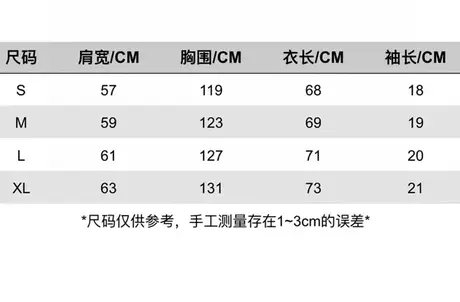 尺码 肩宽/CM 胸围/CM 衣长/CM 袖长/CM
S 57 119 68 18
M 59 123 69 19
L 61 127 71 20
XL 63 131 73 21
*尺码仅供参考，手工测量存在1~3cm的误差*